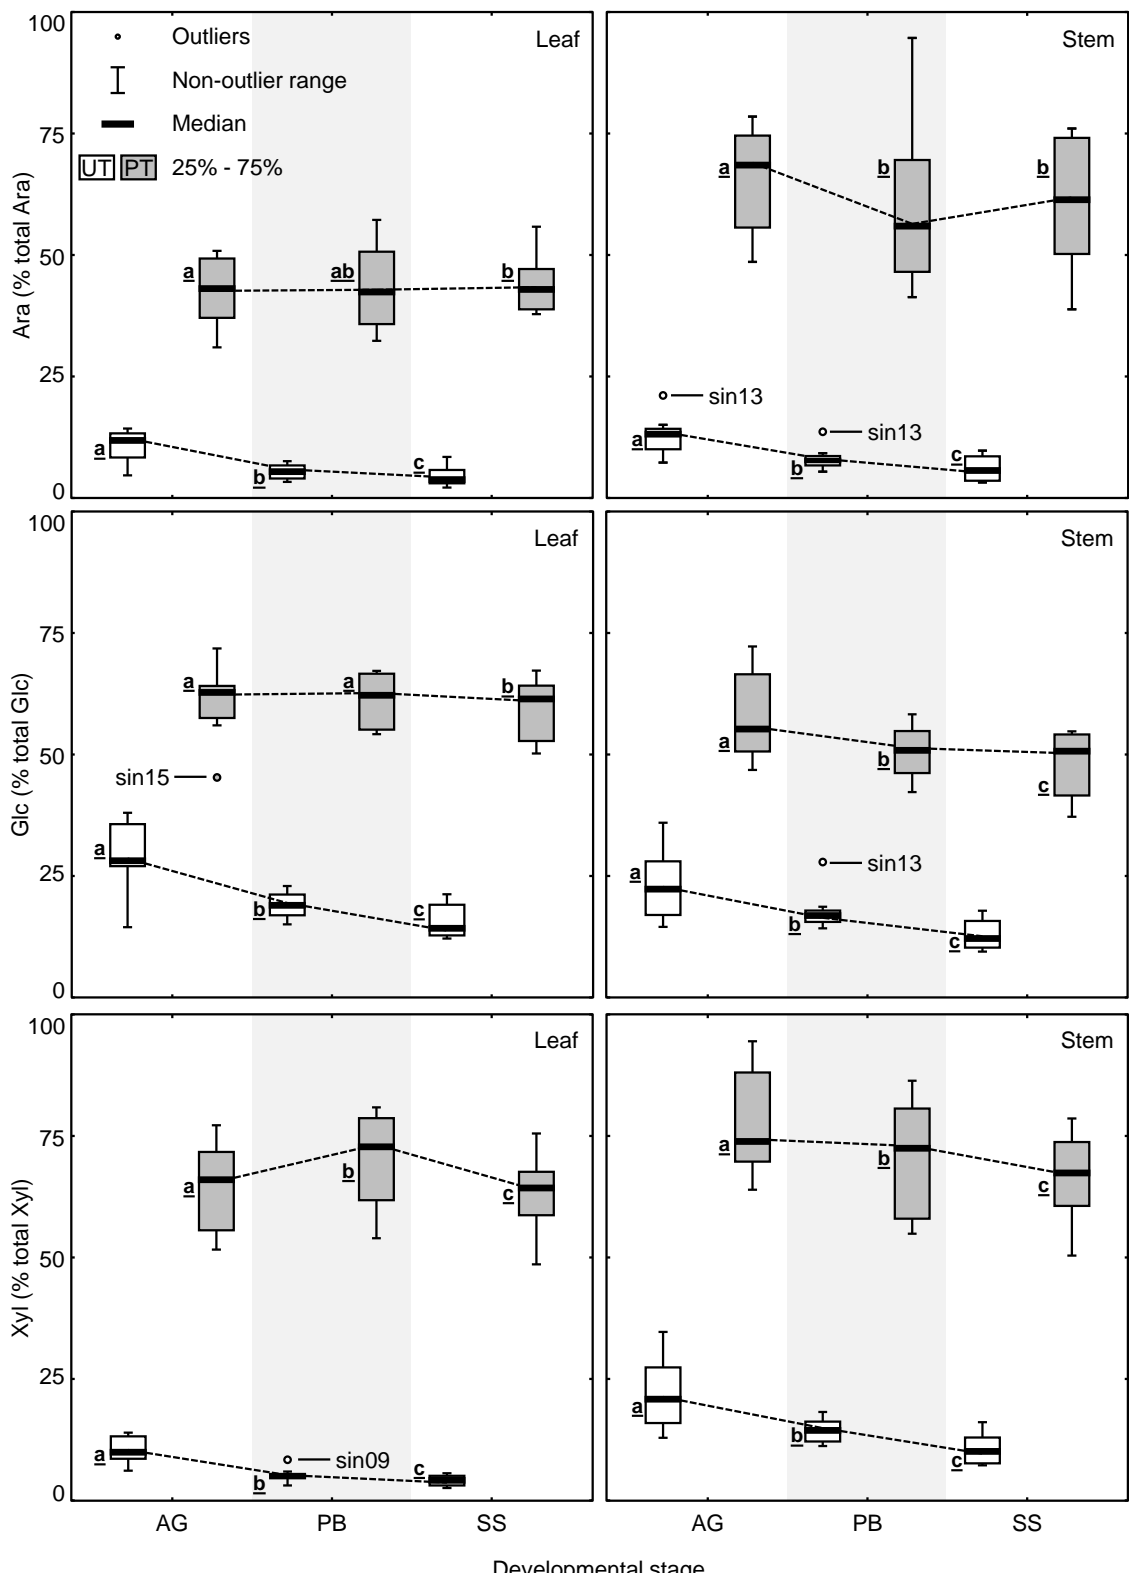 100
75
50
25
0
Ara (% total Ara)
Outliers
Non-outlier range
Median
UT PT 25% - 75%
Leaf
a
ab
b
a
b
c
Stem
a
b
b
sin13
sin13
a
b
c
100
75
50
25
0
Glc (% total Glc)
Leaf
a
a
b
sin15
a
b
c
Stem
a
b
c
sin13
a
b
c
100
75
50
25
0
Xyl (% total Xyl)
Leaf
a
b
c
sin09
a
b
c
Stem
a
b
c
a
b
c
AG PB SS AG PB SS
Developmental stage